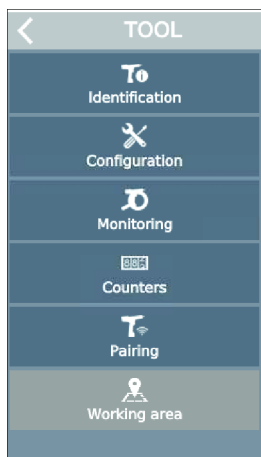 TOOL
Identification
Configuration
Monitoring
Counters
Pairing
Working area